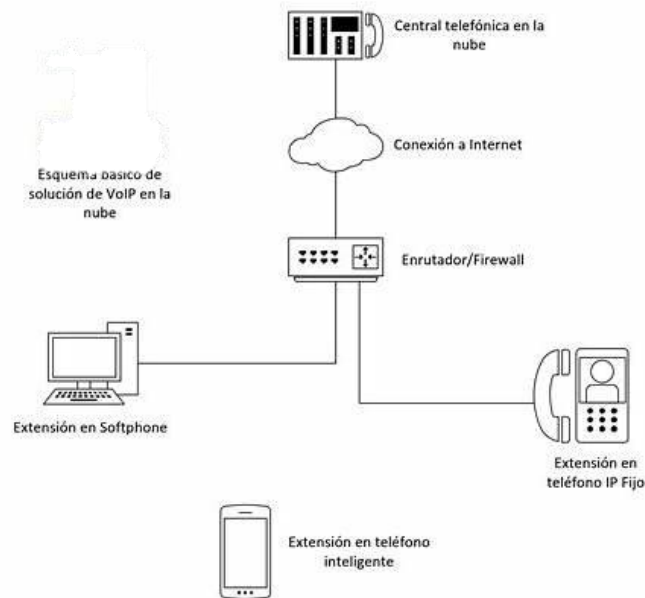 Central telefónica en la
nube
Conexión a Internet
Esquema básico de
solución de VoIP en la
nube
Enrutador/Firewall
Extensión en Softphone
Extensión en
teléfono IP Fijo
Extensión en teléfono
inteligente